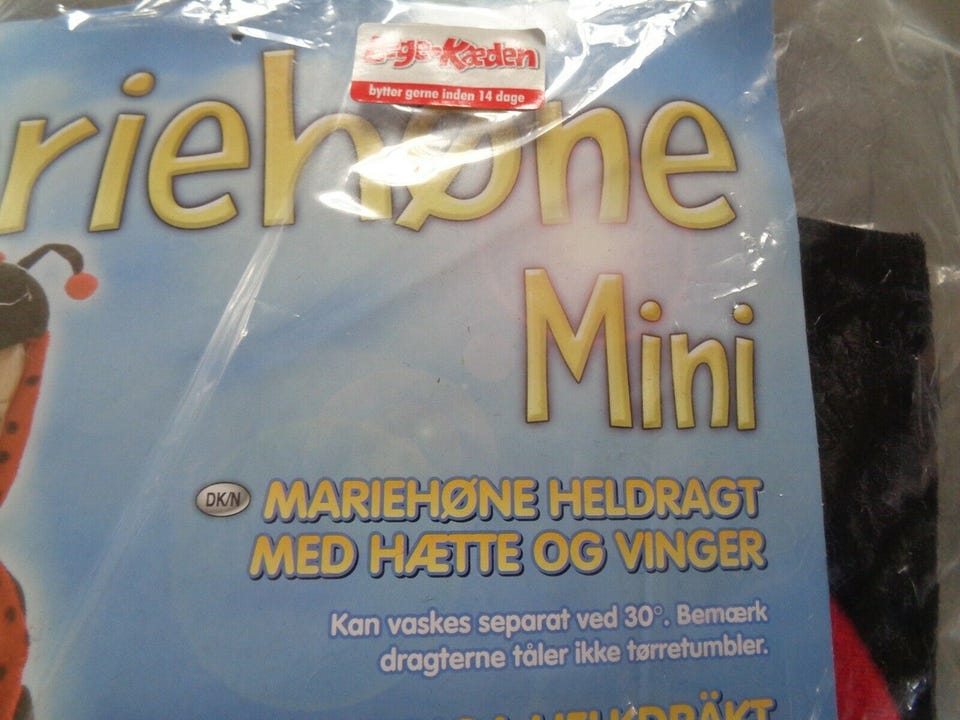 Lege-Kæden
bytter gerne inden 14 dage
riehøne
Mini
DK/N
MARIEHØNE HELDRAGT
MED HÆTTE OG VINGER
Kan vaskes separat ved 30°. Bemærk
dragterne tåler ikke tørretumbler.